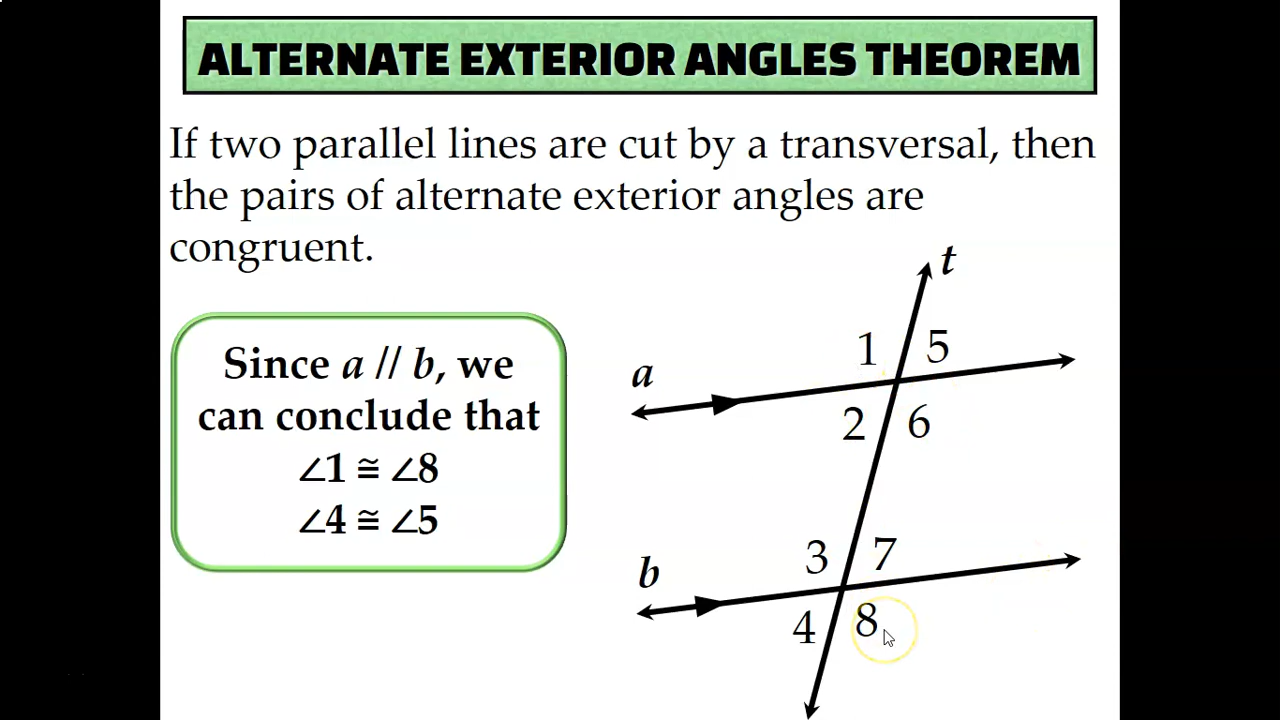 ALTERNATE EXTERIOR ANGLES THEOREM
If two parallel lines are cut by a transversal, then
the pairs of alternate exterior angles are
congruent.
Since a // b, we
can conclude that
∠1 ≅ ∠8
∠4 ≅ ∠5
t
1 5
a
2 6
3 7
b
4 8